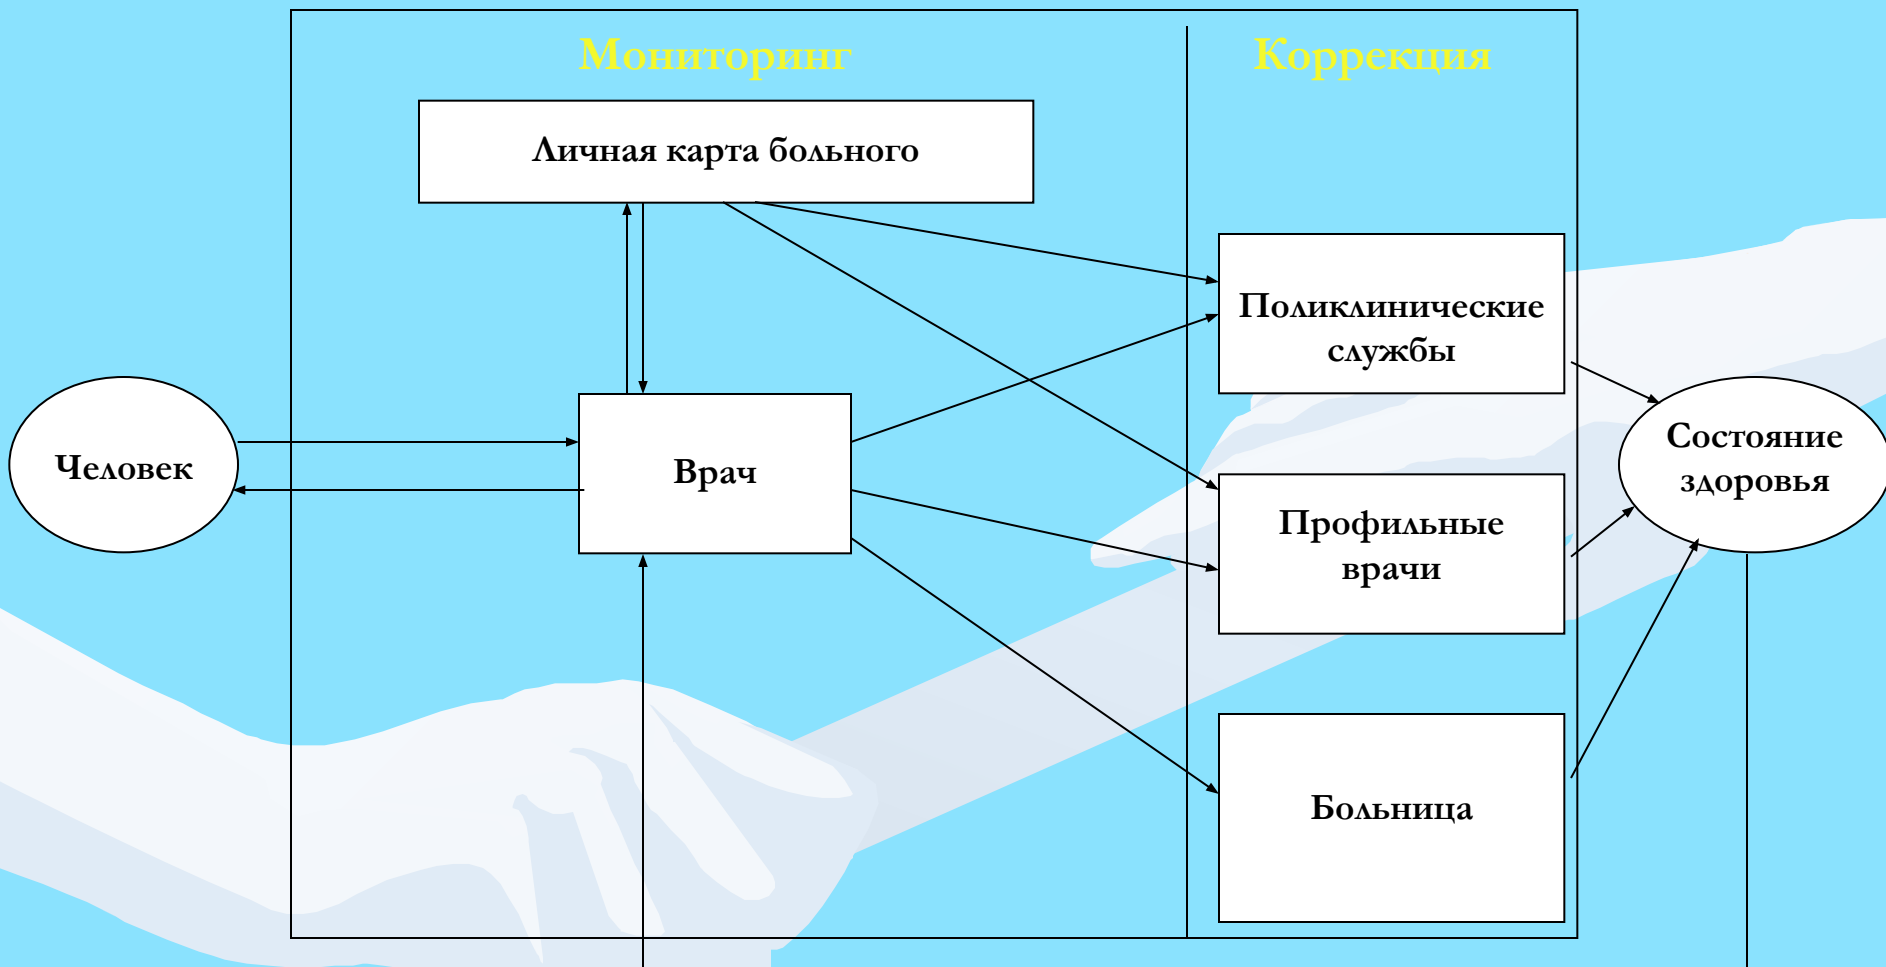 Мониторинг
Коррекция
Личная карта больного
Поликлинические
службы
Человек
Врач
Состояние
здоровья
Профильные
врачи
Больница